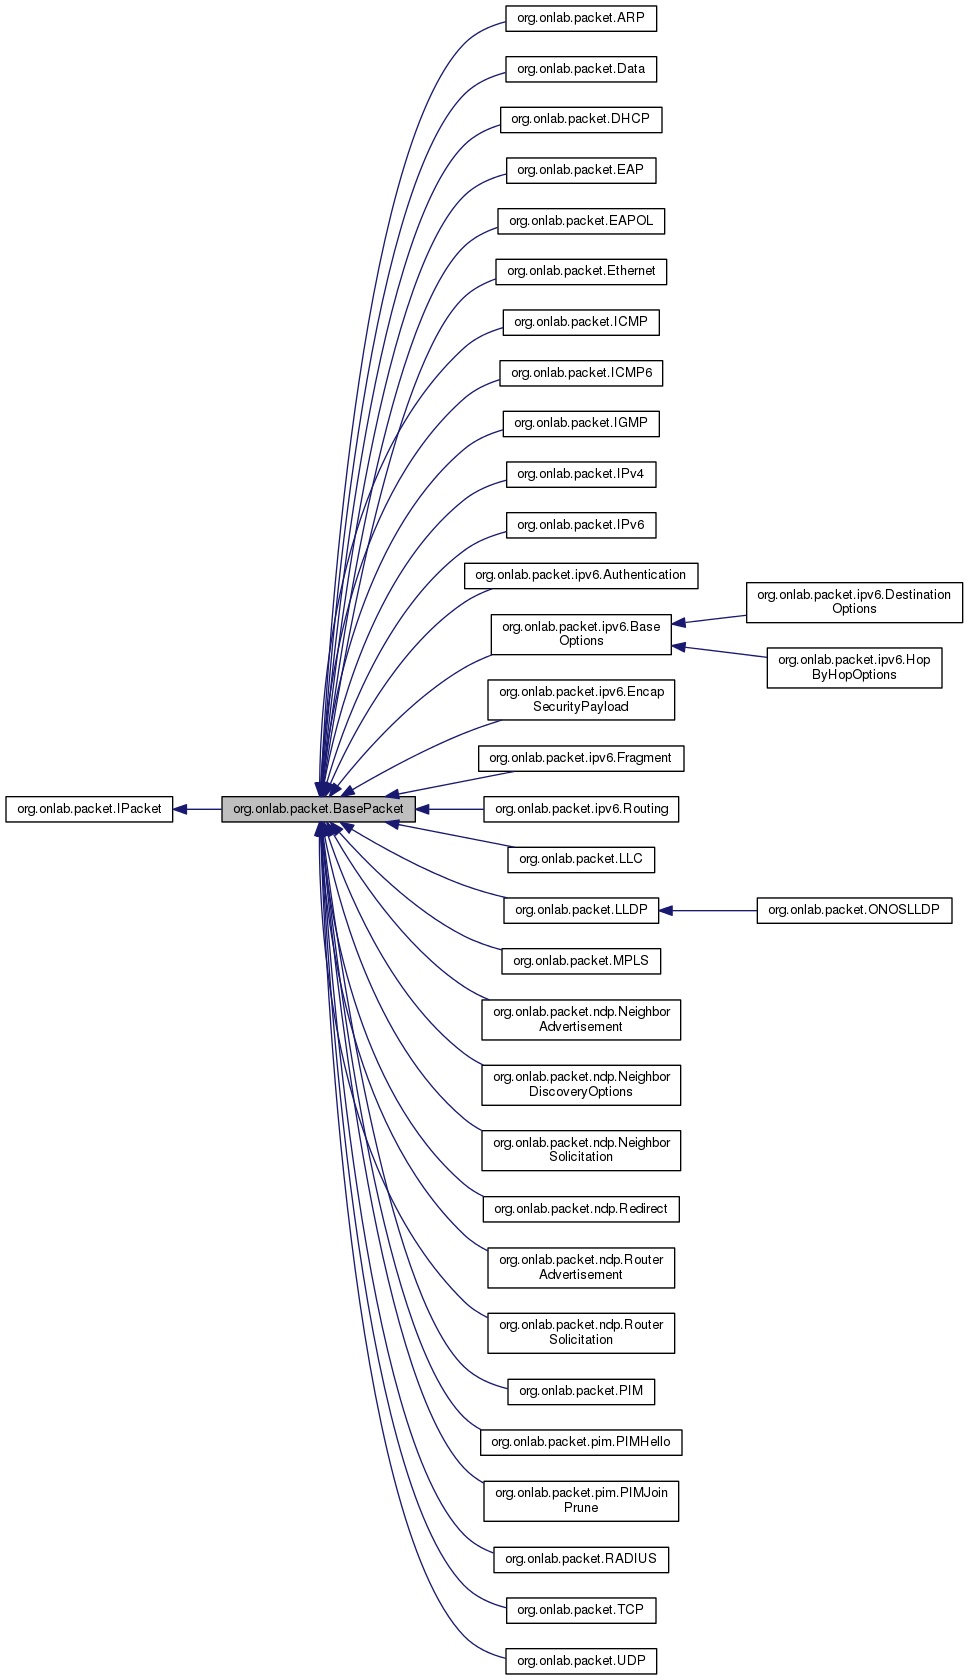 org.onlab.packet.ARP
org.onlab.packet.Data
org.onlab.packet.DHCP
org.onlab.packet.EAP
org.onlab.packet.EAPOL
org.onlab.packet.Ethernet
org.onlab.packet.ICMP
org.onlab.packet.ICMP6
org.onlab.packet.IGMP
org.onlab.packet.IPv4
org.onlab.packet.IPv6
org.onlab.packet.ipv6.Authentication
org.onlab.packet.ipv6.Base
Options
org.onlab.packet.ipv6.Destination
Options
org.onlab.packet.ipv6.Hop
ByHopOptions
org.onlab.packet.ipv6.Encap
SecurityPayload
org.onlab.packet.ipv6.Fragment
org.onlab.packet.IPacket
org.onlab.packet.BasePacket
org.onlab.packet.ipv6.Routing
org.onlab.packet.LLC
org.onlab.packet.LLDP
org.onlab.packet.ONOSLLDP
org.onlab.packet.MPLS
org.onlab.packet.ndp.Neighbor
Advertisement
org.onlab.packet.ndp.Neighbor
DiscoveryOptions
org.onlab.packet.ndp.Neighbor
Solicitation
org.onlab.packet.ndp.Redirect
org.onlab.packet.ndp.Router
Advertisement
org.onlab.packet.ndp.Router
Solicitation
org.onlab.packet.PIM
org.onlab.packet.pim.PIMHello
org.onlab.packet.pim.PIMJoin
Prune
org.onlab.packet.RADIUS
org.onlab.packet.TCP
org.onlab.packet.UDP